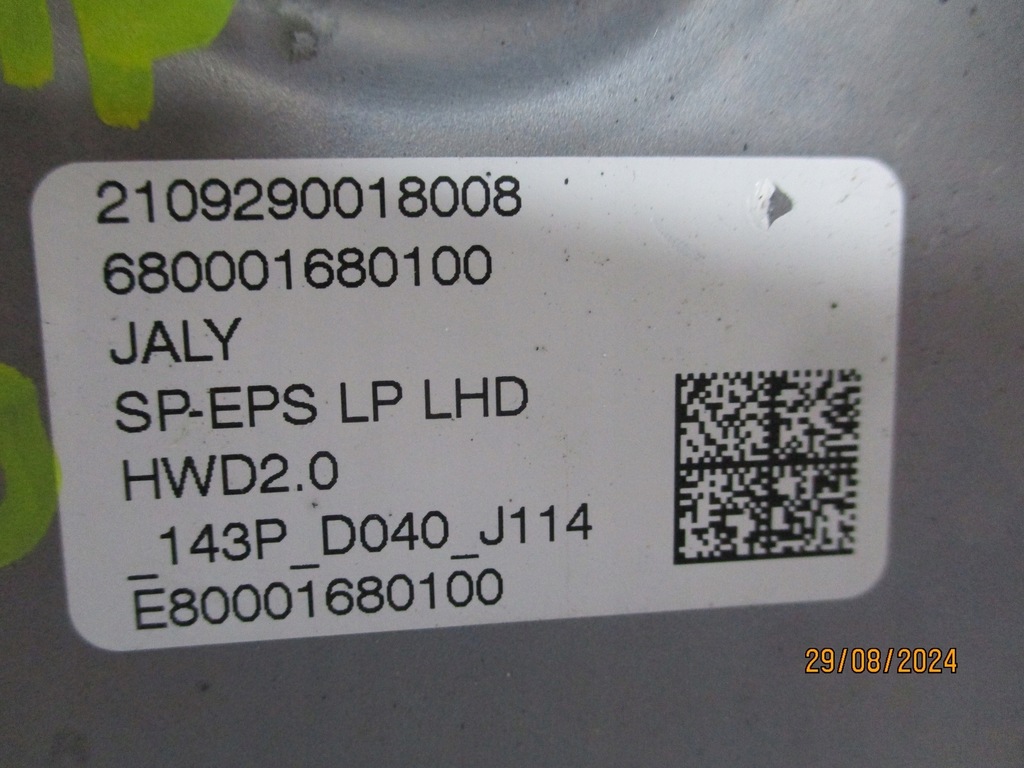 2109290018008
680001680100
JALY
SP-EPS LP LHD
HWD2.0
_143P_D040_J114
E80001680100
29/08/2024